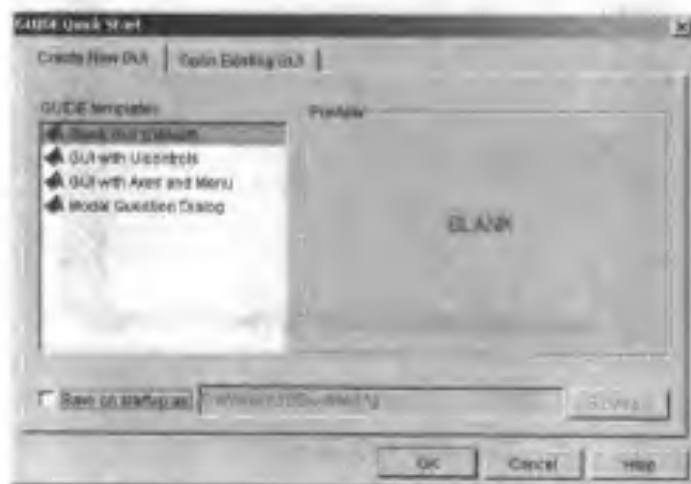 GUIDE Quick Start
Create New GUI
Open Existing GUI
GUIDE templates
Preview
Blank GUI (Default)
GUI with Uicontrols
GUI with Axes and Menu
Modal Question Dialog
BLANK
Save on startup as:
OK
Cancel
Help